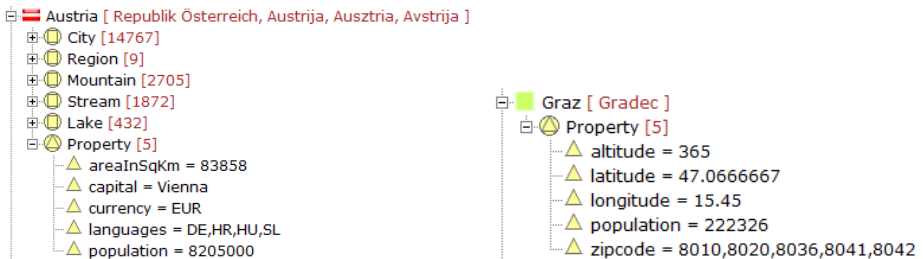 Austria [ Republik Österreich, Austrija, Ausztria, Avstrija ]
City [14767]
Region [9]
Mountain [2705]
Stream [1872]
Lake [432]
Property [5]
areaInSqKm = 83858
capital = Vienna
currency = EUR
languages = DE,HR,HU,SL
population = 8205000
Graz [ Gradec ]
Property [5]
altitude = 365
latitude = 47.0666667
longitude = 15.45
population = 222326
zipcode = 8010,8020,8036,8041,8042